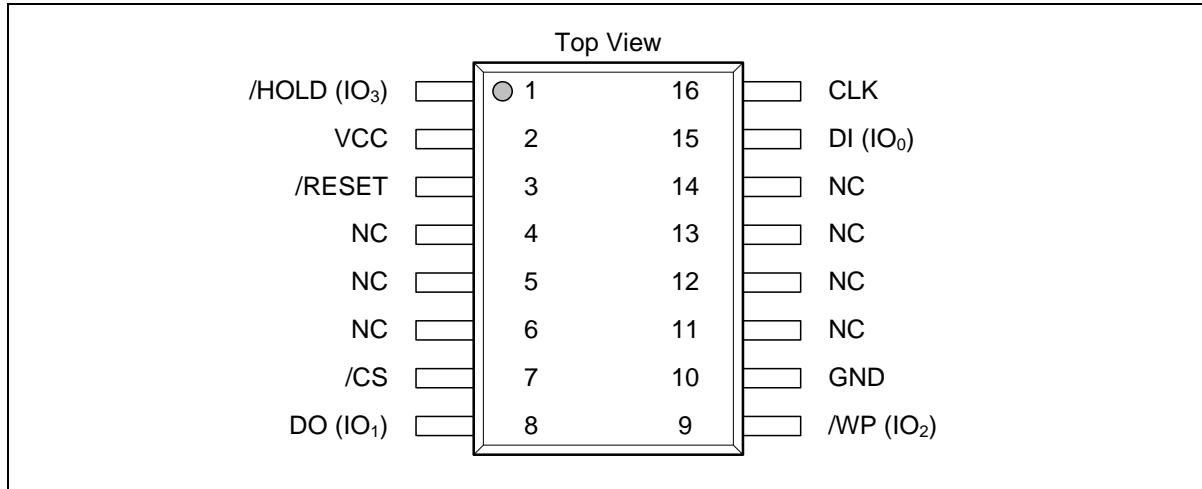 Top View
/HOLD (IO₃) 1 16 CLK
VCC 2 15 DI (IO₀)
/RESET 3 14 NC
NC 4 13 NC
NC 5 12 NC
NC 6 11 NC
/CS 7 10 GND
DO (IO₁) 8 9 /WP (IO₂)